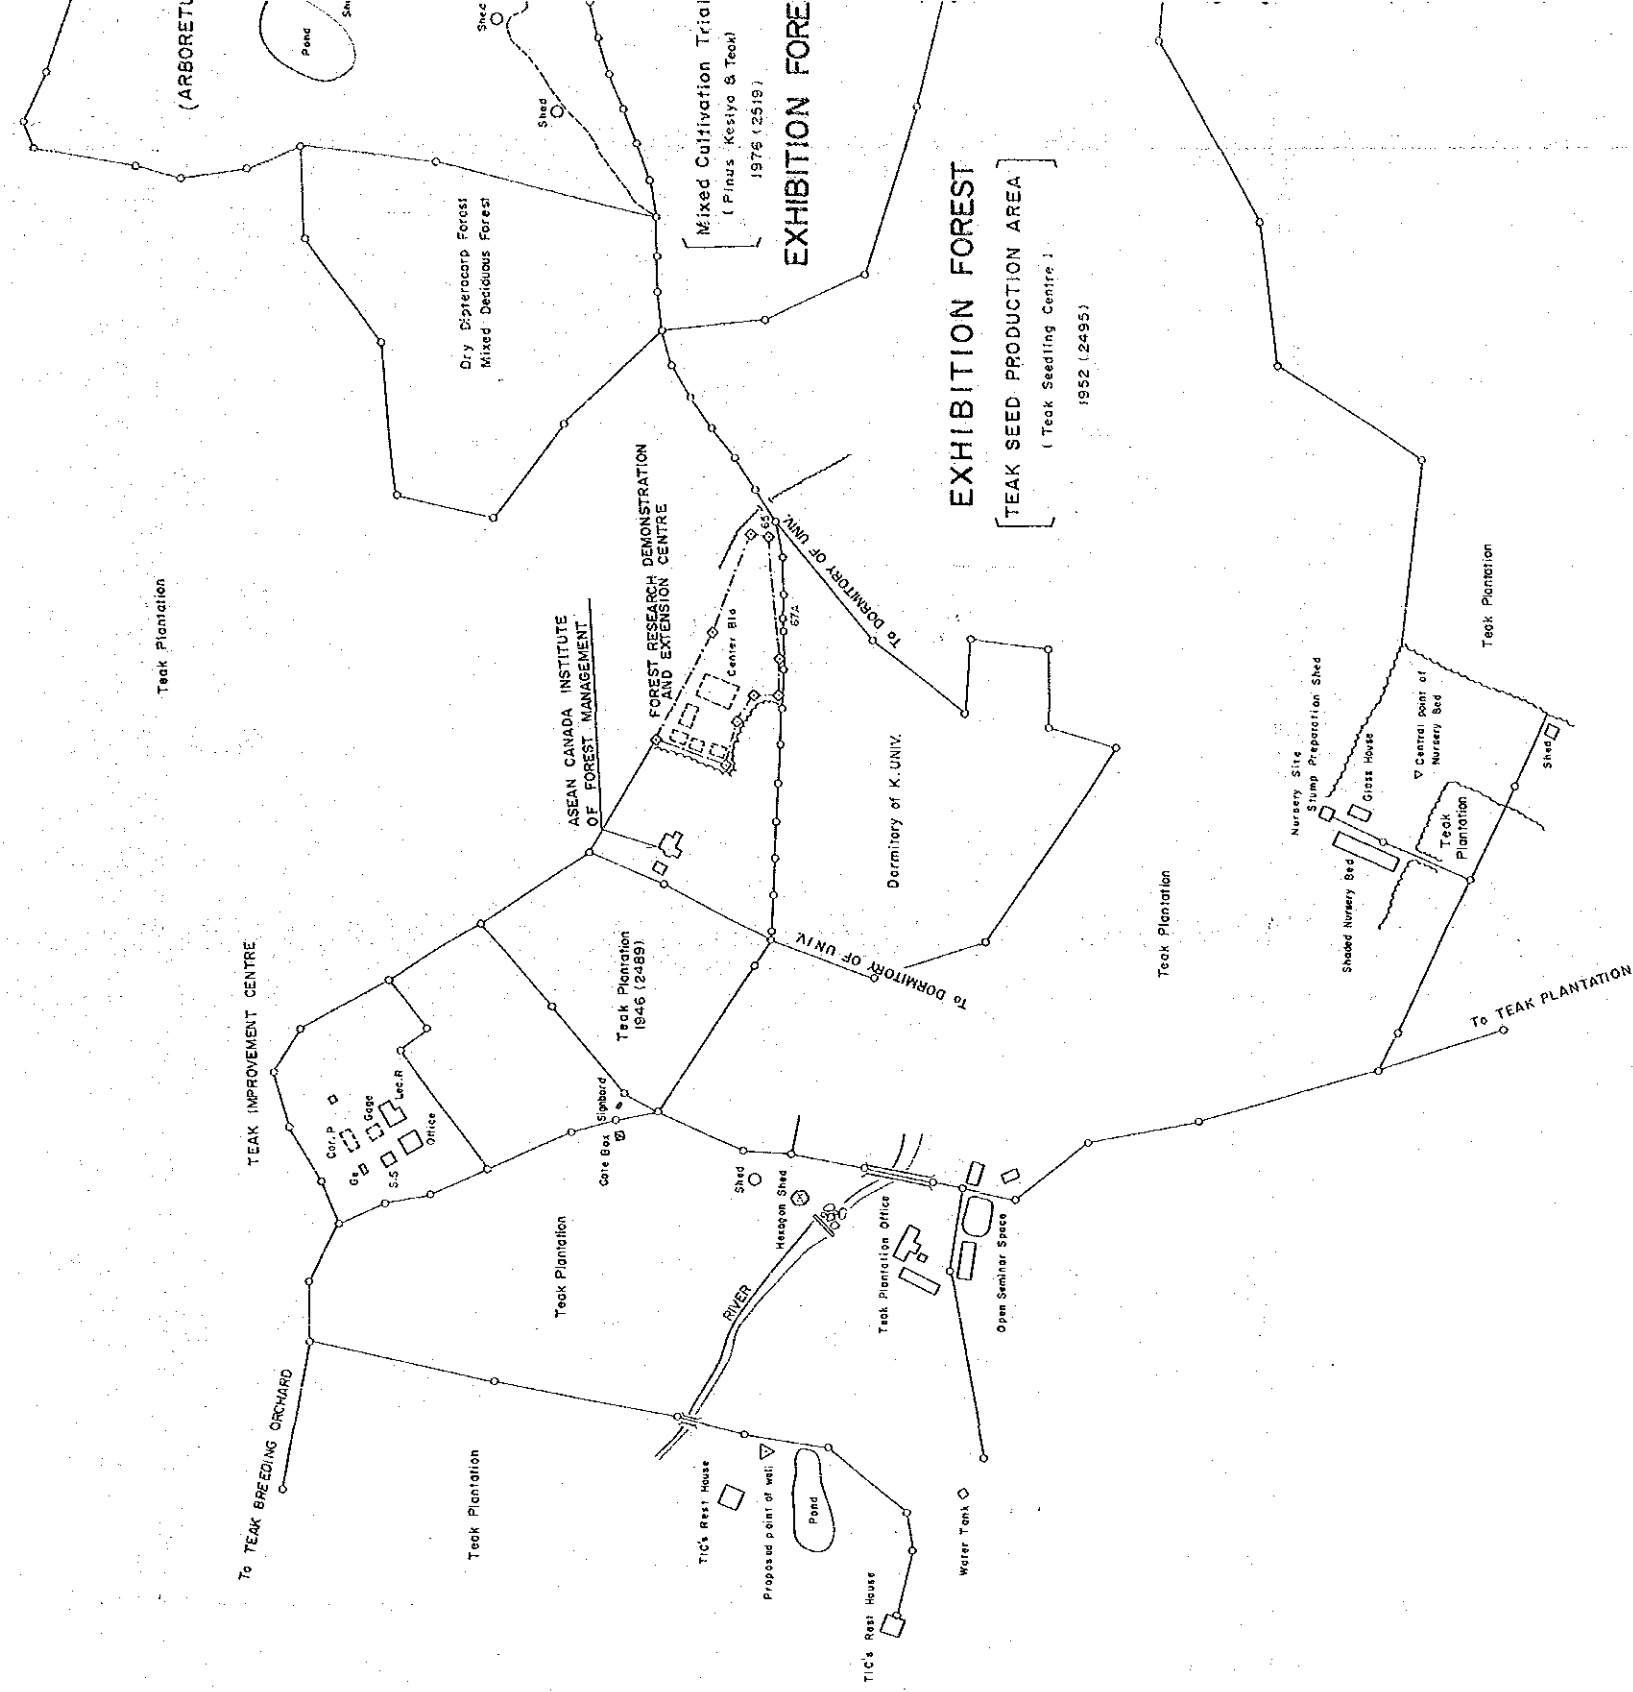 (ARBORETU
Pond
Shed
Shed
Mixed Cultivation Trial
(Pinus Kesiya & Teak)
1976 (2519)
EXHIBITION FORE
Dry Dipterocarp Forest
Mixed Deciduous Forest
EXHIBITION FOREST
TEAK SEED PRODUCTION AREA
(Teak Seedling Centre)
1952 (2495)
Teak Plantation
FOREST RESEARCH DEMONSTRATION
AND EXTENSION CENTRE
Center Bld
65
67A
To DORMITORY OF UNIV.
ASEAN CANADA INSTITUTE
OF FOREST MANAGEMENT
Dormitory of K.UNIV.
Teak Plantation
Nursery Site
Stump Preparation Shed
Glass House
Central point of
Nursery Bed
Shed
Teak
Plantation
Shaded Nursery Bed
Teak Plantation
To TEAK PLANTATION
TEAK IMPROVEMENT CENTRE
Car. P
Gage
Lec.R
Office
S.S
Teak Plantation
1946 (2489)
To DORMITORY OF UNIV.
Signbord
Gate Box
Shed
Hexagon Shed
Teak Plantation
RIVER
Teak Plantation Office
Open Seminar Space
To TEAK BREEDING ORCHARD
Teak Plantation
TIC's Rest House
Proposed point of well
Pond
Water Tank
TIC's Rest House